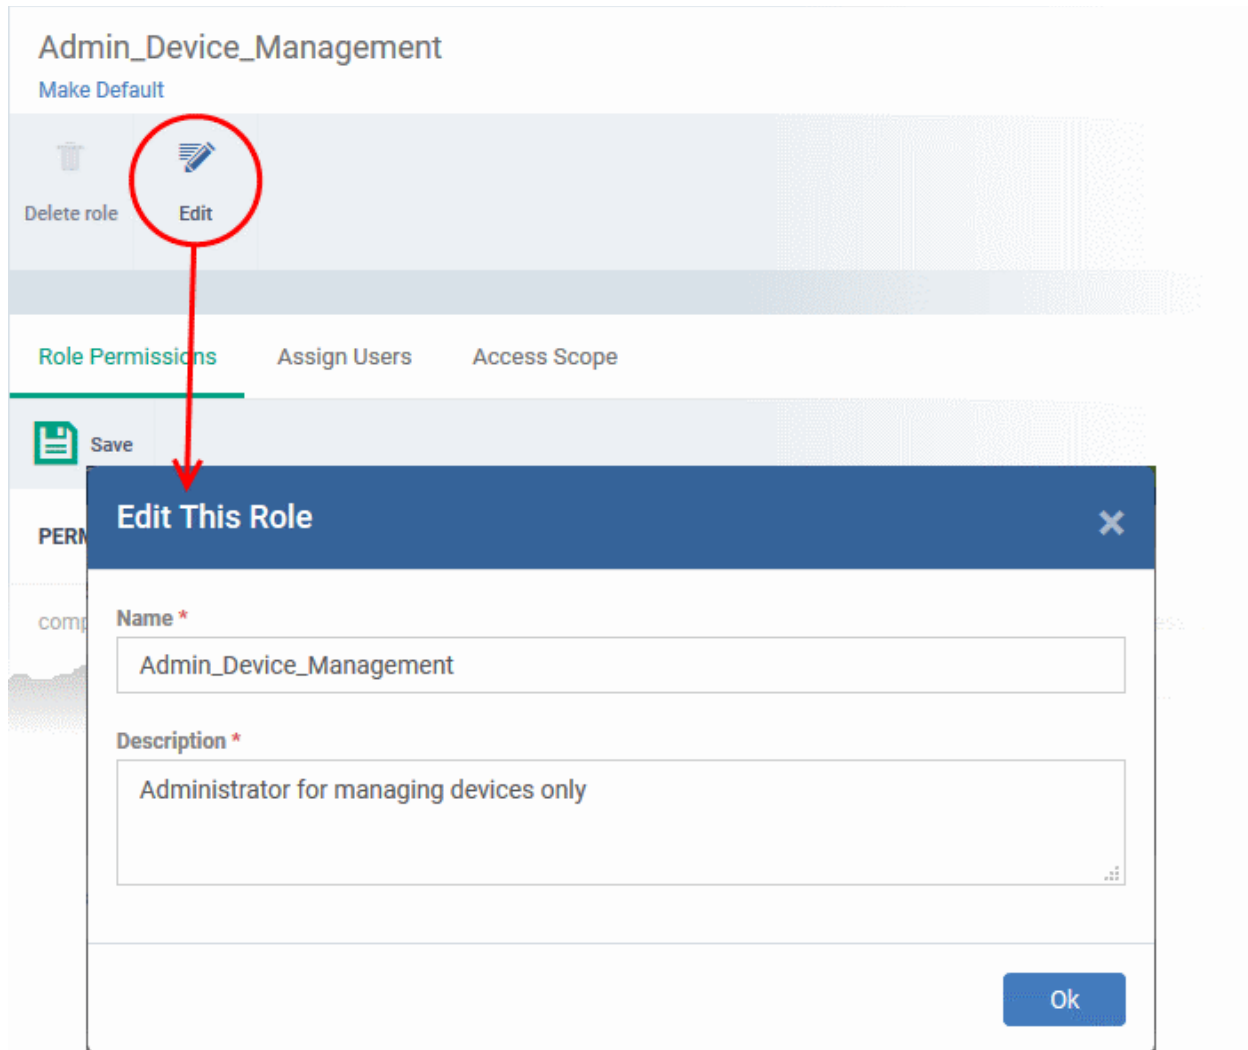 Admin_Device_Management
Make Default
Delete role
Edit
Role Permissions
Assign Users
Access Scope
Save
Edit This Role
Name *
Admin_Device_Management
Description *
Administrator for managing devices only
Ok